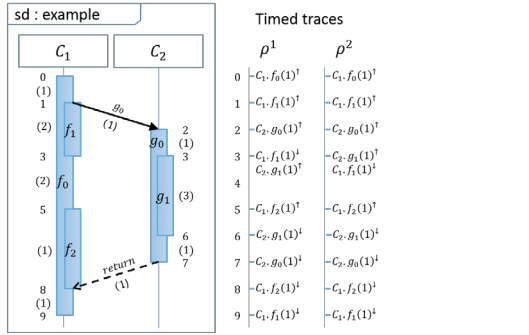 sd : example
C₁
C₂
0
(1)
1
g₀
(1)
(2)
f₁
2
g₀
(1)
3
3
(2)
f₀
g₁
(3)
5
6
(1)
f₂
(1)
7
return
(1)
8
(1)
9
Timed traces
ρ¹ ρ²
0 C₁.f₀(1)↑ C₁.f₀(1)↑
1 C₁.f₁(1)↑ C₁.f₁(1)↑
2 C₂.g₀(1)↑ C₂.g₀(1)↑
3 C₁.f₁(1)↓ C₂.g₁(1)↑
C₂.g₁(1)↑ C₁.f₁(1)↓
4
5 C₁.f₂(1)↑ C₁.f₂(1)↑
6 C₂.g₁(1)↓ C₂.g₁(1)↓
7 C₂.g₀(1)↓ C₂.g₀(1)↓
8 C₁.f₂(1)↓ C₁.f₂(1)↓
9 C₁.f₁(1)↓ C₁.f₁(1)↓